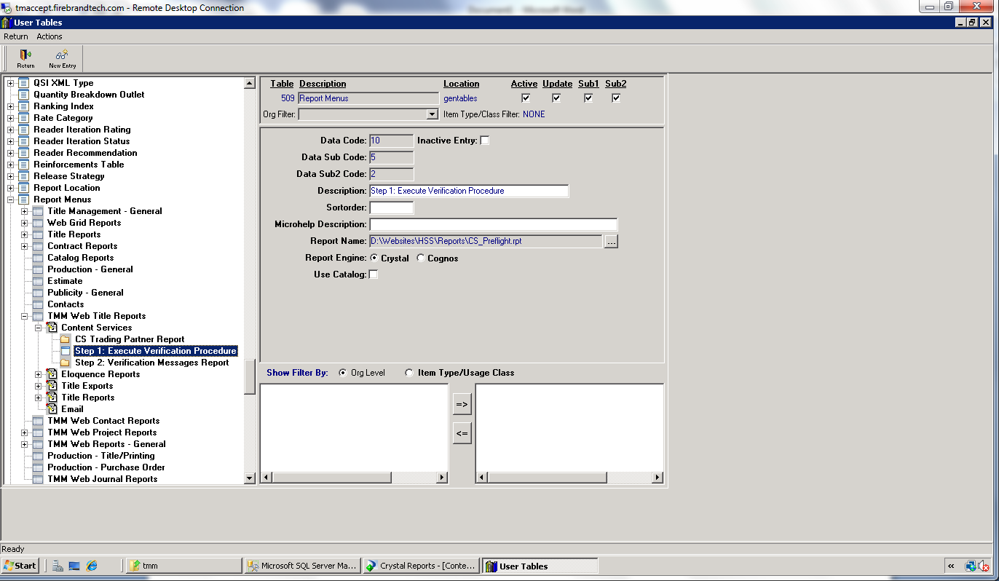 tmaccept.firebrandtech.com - Remote Desktop Connection
User Tables
Return Actions
Return New Entry
QSI XML Type
Quantity Breakdown Outlet
Ranking Index
Rate Category
Reader Iteration Rating
Reader Iteration Status
Reader Recommendation
Reinforcements Table
Release Strategy
Report Location
Report Menus
Title Management - General
Web Grid Reports
Title Reports
Contract Reports
Catalog Reports
Production - General
Estimate
Publicity - General
Contacts
TMM Web Title Reports
Content Services
CS Trading Partner Report
Step 1: Execute Verification Procedure
Step 2: Verification Messages Report
Eloquence Reports
Title Exports
Title Reports
Email
TMM Web Contact Reports
TMM Web Project Reports
TMM Web Reports - General
Production - Title/Printing
Production - Purchase Order
TMM Web Journal Reports
Table Description Location Active Update Sub1 Sub2
509 Report Menus gentables
Org Filter: Item Type/Class Filter: NONE
Data Code: 10 Inactive Entry:
Data Sub Code: 5
Data Sub2 Code: 2
Description: Step 1: Execute Verification Procedure
Sortorder:
Microhelp Description:
Report Name: D:\Websites\HSS\Reports\CS_Preflight.rpt ...
Report Engine: Crystal Cognos
Use Catalog:
Show Filter By: Org Level Item Type/Usage Class
=>
<=
Ready
Start tmm Microsoft SQL Server Ma... Crystal Reports - [Conte... User Tables «